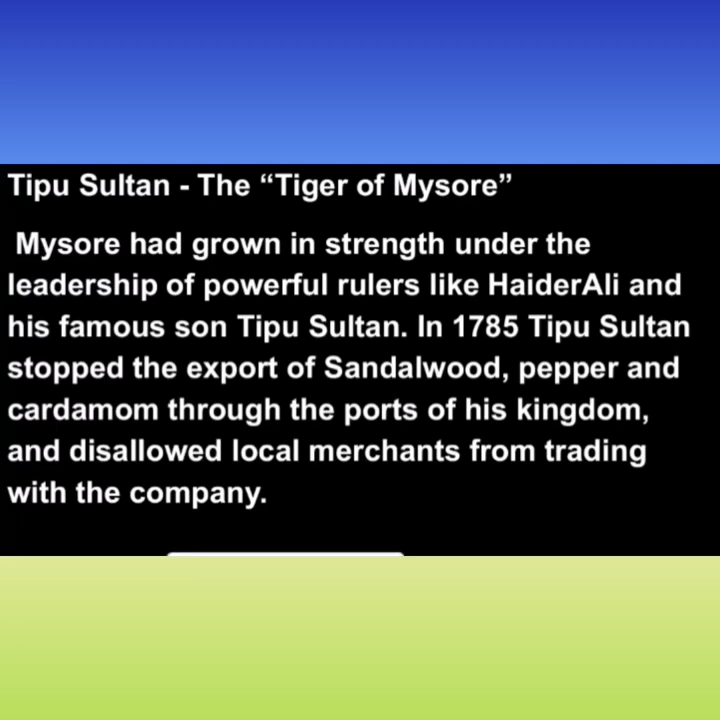 Tipu Sultan - The “Tiger of Mysore”
Mysore had grown in strength under the
leadership of powerful rulers like HaiderAli and
his famous son Tipu Sultan. In 1785 Tipu Sultan
stopped the export of Sandalwood, pepper and
cardamom through the ports of his kingdom,
and disallowed local merchants from trading
with the company.